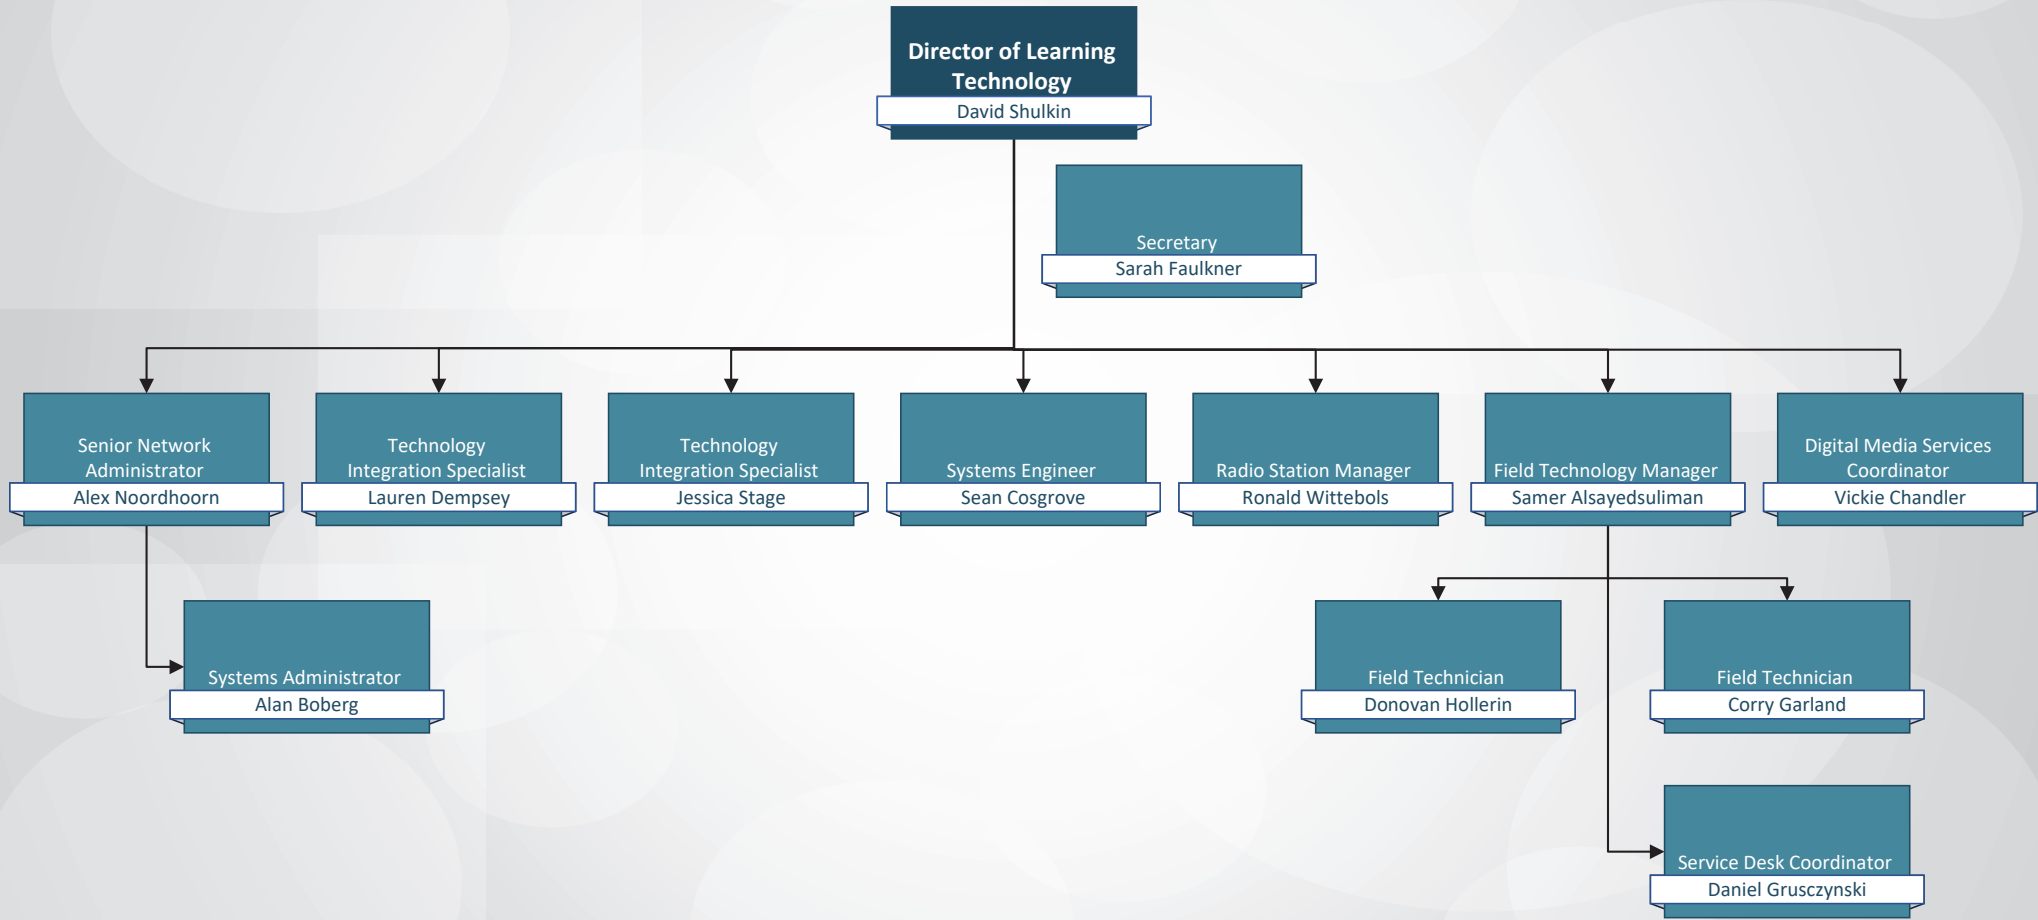 Director of Learning
Technology
David Shulkin
Secretary
Sarah Faulkner
Senior Network
Administrator
Alex Noordhoorn
Technology
Integration Specialist
Lauren Dempsey
Technology
Integration Specialist
Jessica Stage
Systems Engineer
Sean Cosgrove
Radio Station Manager
Ronald Wittebols
Field Technology Manager
Samer Alsayedsuliman
Digital Media Services
Coordinator
Vickie Chandler
Systems Administrator
Alan Boberg
Field Technician
Donovan Hollerin
Field Technician
Corry Garland
Service Desk Coordinator
Daniel Grusczynski